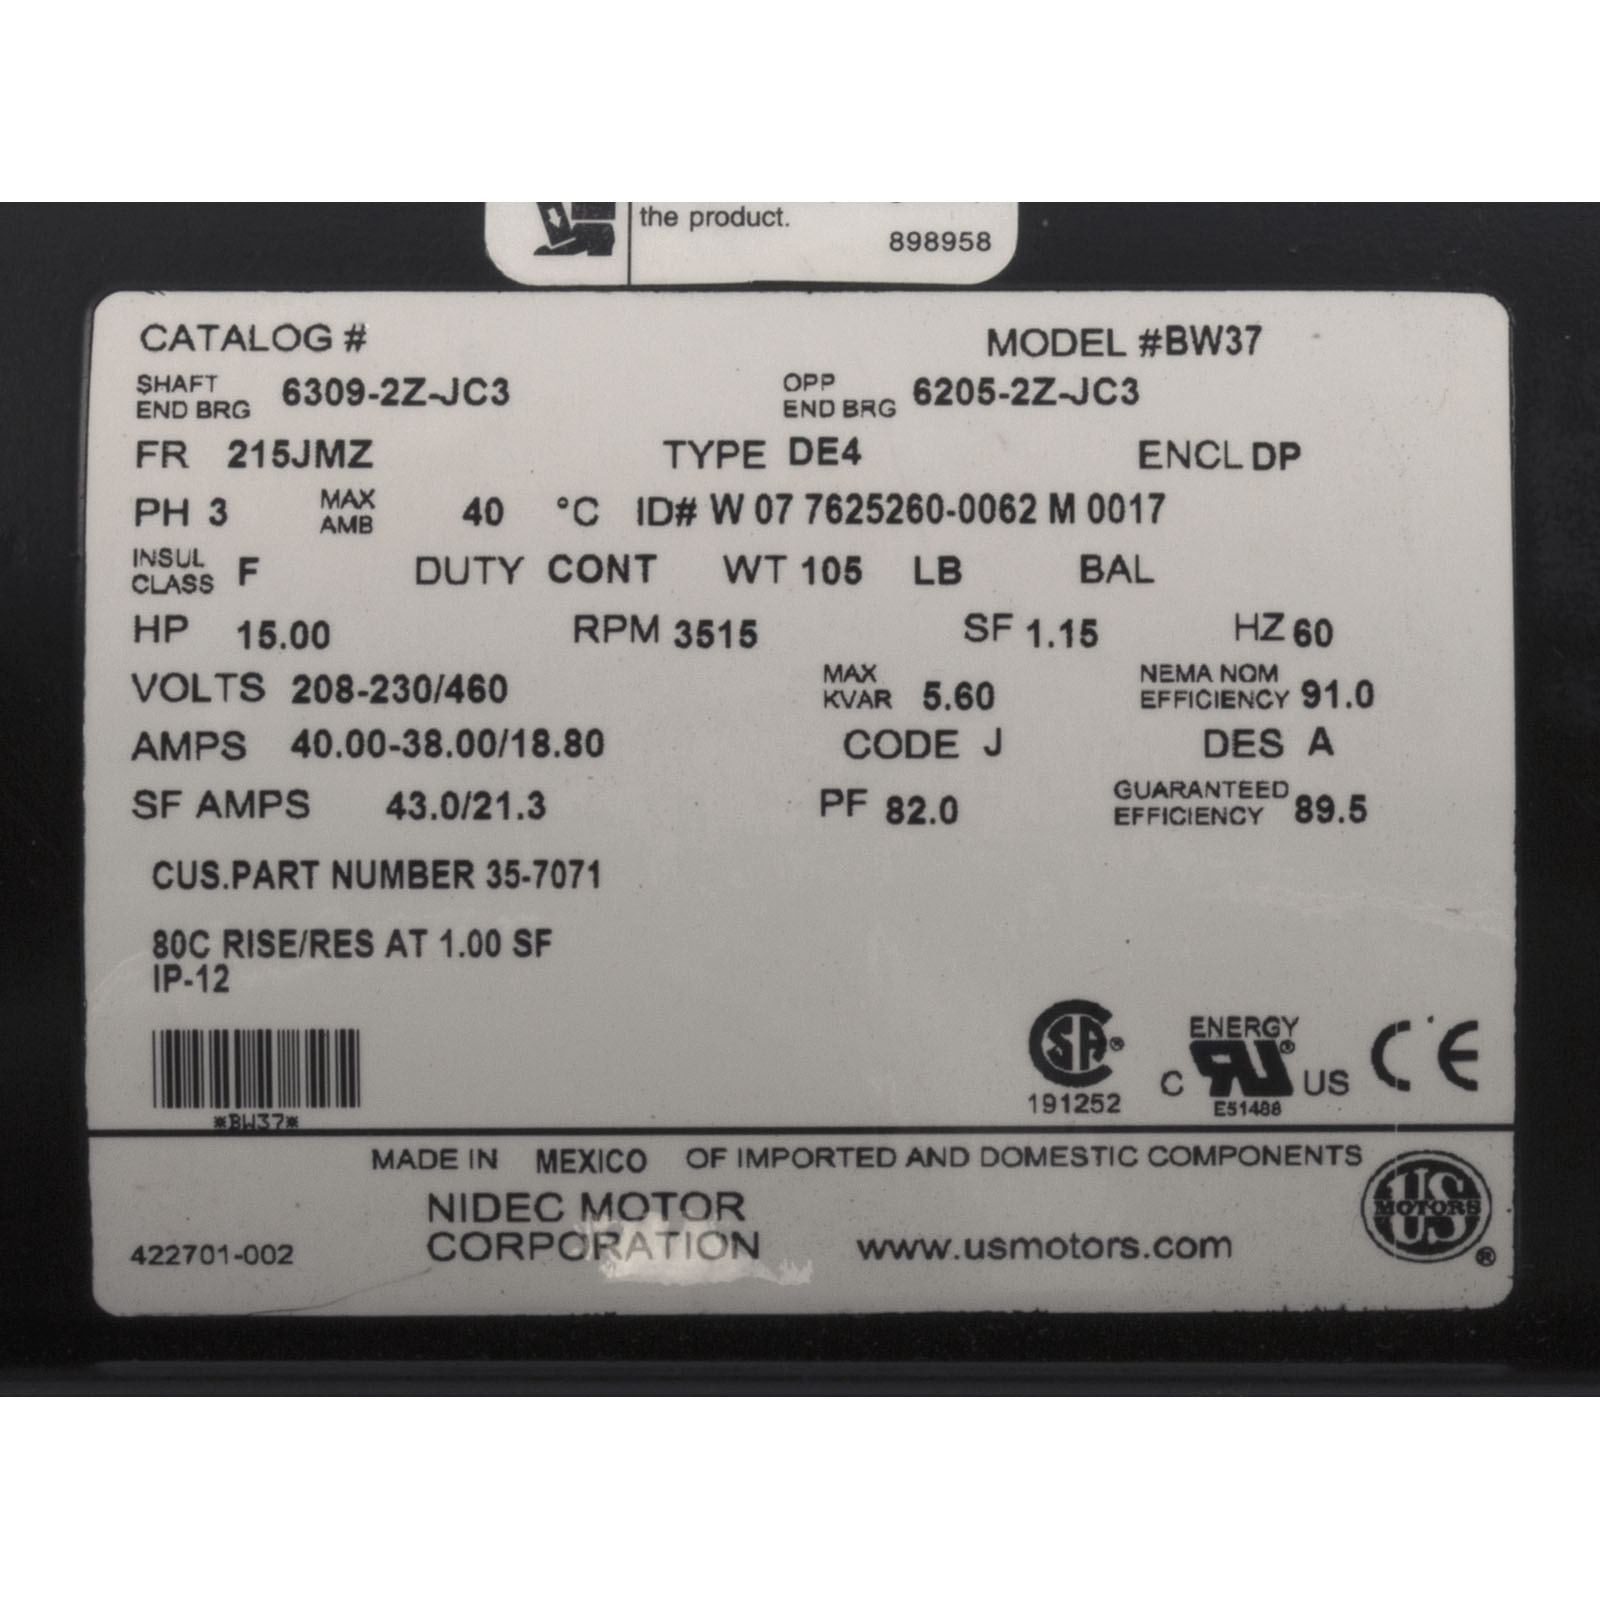 the product.
898958
CATALOG # MODEL #BW37
SHAFT END BRG 6309-2Z-JC3 OPP END BRG 6205-2Z-JC3
FR 215JMZ TYPE DE4 ENCL DP
PH 3 MAX AMB 40 °C ID# W 07 7625260-0062 M 0017
INSUL CLASS F DUTY CONT WT 105 LB BAL
HP 15.00 RPM 3515 SF 1.15 HZ 60
VOLTS 208-230/460 MAX KVAR 5.60 NEMA NOM EFFICIENCY 91.0
AMPS 40.00-38.00/18.80 CODE J DES A
SF AMPS 43.0/21.3 PF 82.0 GUARANTEED EFFICIENCY 89.5
CUS.PART NUMBER 35-7071
80C RISE/RES AT 1.00 SF
IP-12
*BW37*
SA®
191252
ENERGY
C RU® US
E51488
CE
MADE IN MEXICO OF IMPORTED AND DOMESTIC COMPONENTS
NIDEC MOTOR
422701-002 CORPORATION www.usmotors.com
US MOTORS ®